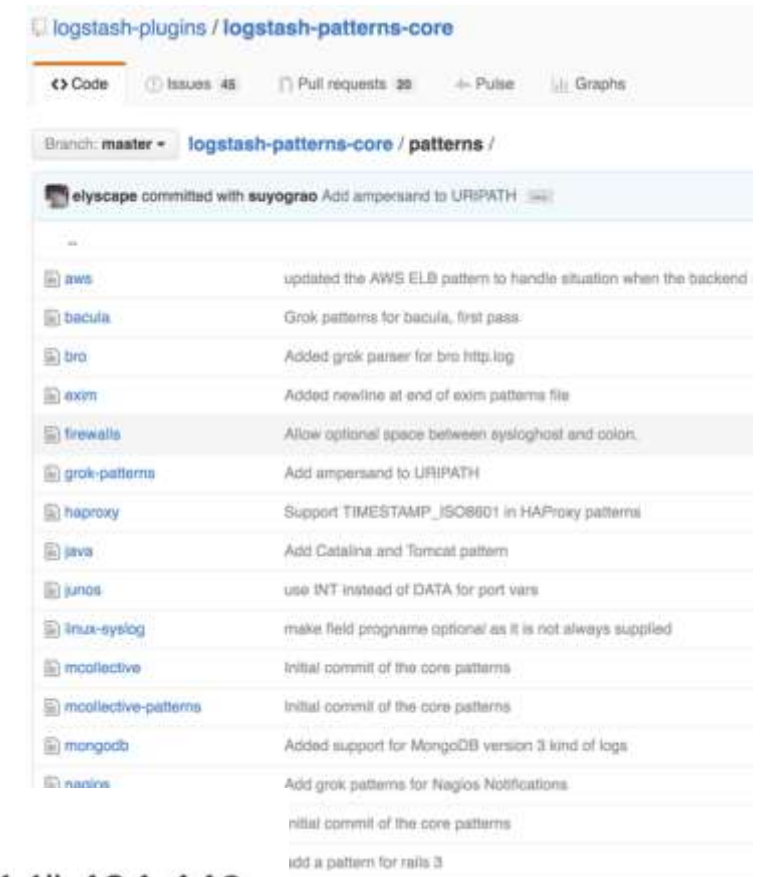 logstash-plugins / logstash-patterns-core
<> Code Issues 45 Pull requests 20 Pulse Graphs
Branch: master logstash-patterns-core / patterns /
elyscape committed with suyograo Add ampersand to URIPATH ...
..
aws updated the AWS ELB pattern to handle situation when the backend
bacula Grok patterns for bacula, first pass
bro Added grok parser for bro http.log
exim Added newline at end of exim patterns file
firewalls Allow optional space between sysloghost and colon.
grok-patterns Add ampersand to URIPATH
haproxy Support TIMESTAMP_ISO8601 in HAProxy patterns
java Add Catalina and Tomcat pattern
junos use INT instead of DATA for port vars
linux-syslog make field progname optional as it is not always supplied
mcollective Initial commit of the core patterns
mcollective-patterns Initial commit of the core patterns
mongodb Added support for MongoDB version 3 kind of logs
nagios Add grok patterns for Nagios Notifications
nitial commit of the core patterns
add a pattern for rails 3